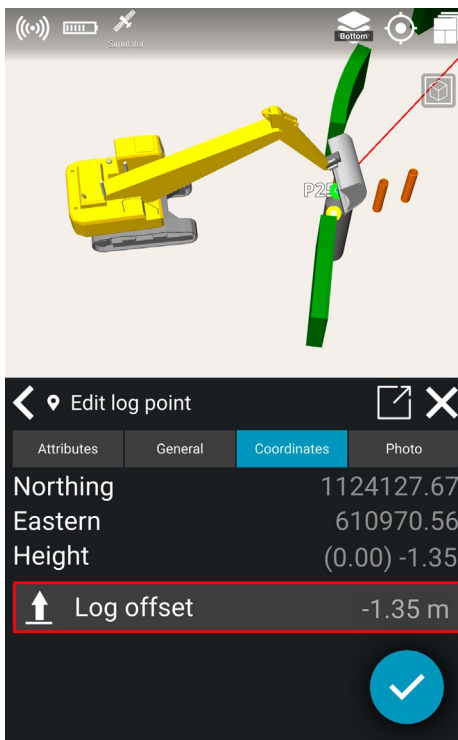 Simulator
Bottom
P25
Edit log point
Attributes General Coordinates Photo
Northing 1124127.67
Eastern 610970.56
Height (0.00) -1.35
Log offset -1.35 m